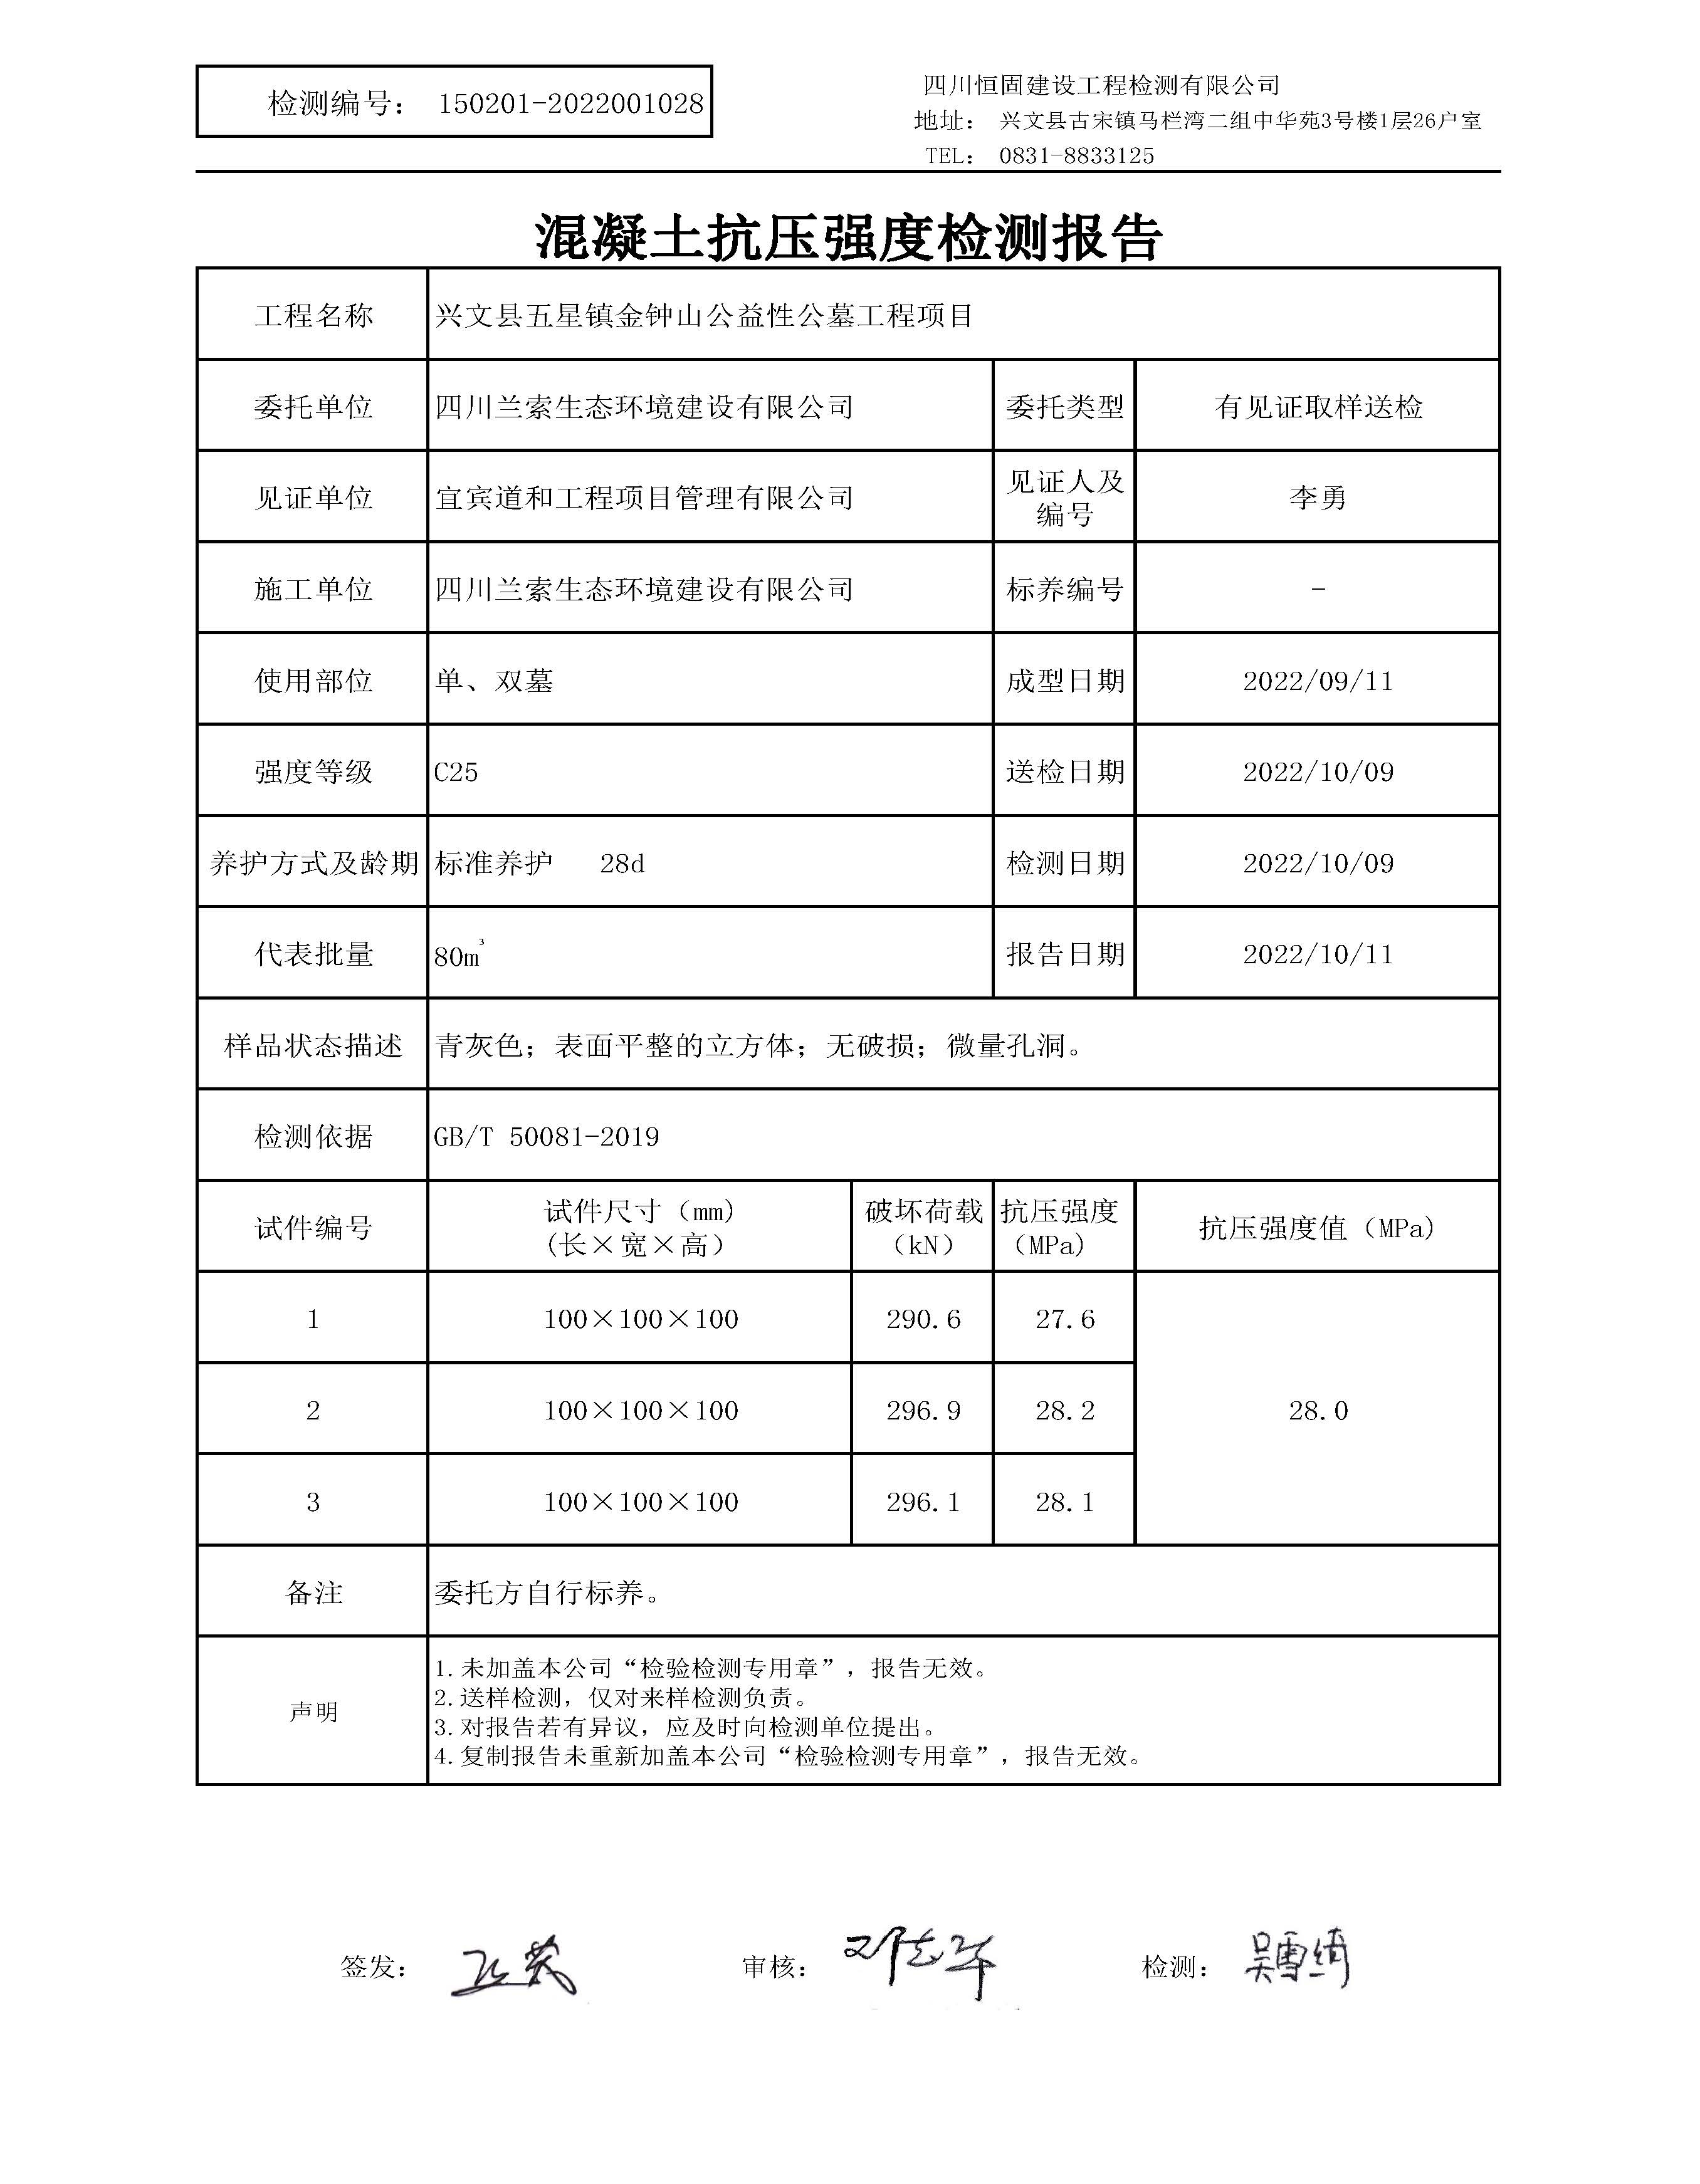 检测编号： 150201-2022001028
四川恒固建设工程检测有限公司
地址： 兴文县古宋镇马栏湾二组中华苑3号楼1层26户室
TEL： 0831-8833125
混凝土抗压强度检测报告
工程名称 兴文县五星镇金钟山公益性公墓工程项目
委托单位 四川兰索生态环境建设有限公司 委托类型 有见证取样送检
见证单位 宜宾道和工程项目管理有限公司 见证人及
编号 李勇
施工单位 四川兰索生态环境建设有限公司 标养编号 -
使用部位 单、双墓 成型日期 2022/09/11
强度等级 C25 送检日期 2022/10/09
养护方式及龄期 标准养护 28d 检测日期 2022/10/09
代表批量 80m³ 报告日期 2022/10/11
样品状态描述 青灰色；表面平整的立方体；无破损；微量孔洞。
检测依据 GB/T 50081-2019
试件编号 试件尺寸（mm） 破坏荷载 抗压强度 抗压强度值（MPa）
(长×宽×高） （kN） （MPa）
1 100×100×100 290.6 27.6
2 100×100×100 296.9 28.2 28.0
3 100×100×100 296.1 28.1
备注 委托方自行标养。
声明
1.未加盖本公司“检验检测专用章”，报告无效。
2.送样检测，仅对来样检测负责。
3.对报告若有异议，应及时向检测单位提出。
4.复制报告未重新加盖本公司“检验检测专用章”，报告无效。
签发： 审核： 邓志军 检测： 吴雪绮